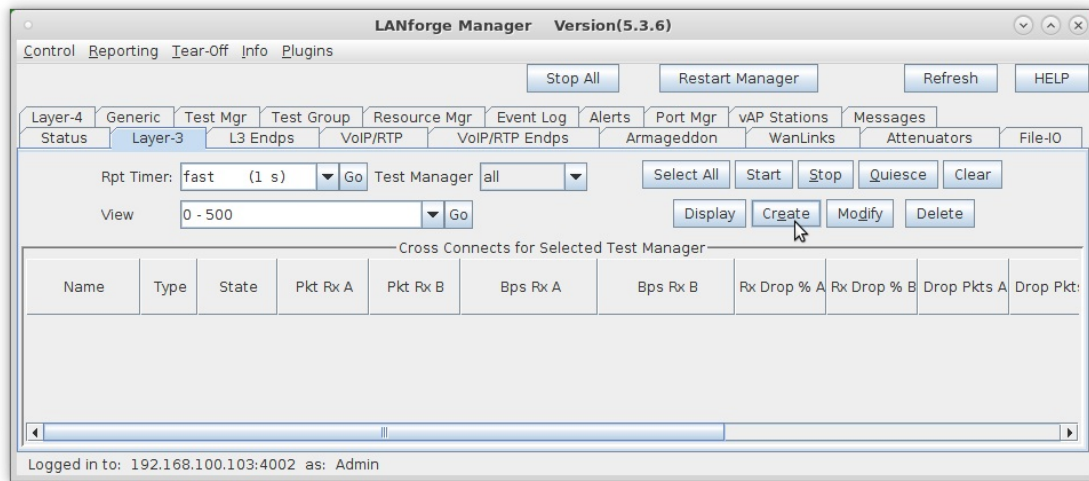 LANforge Manager Version(5.3.6)
Control Reporting Tear-Off Info Plugins
Stop All Restart Manager Refresh HELP
Layer-4 Generic Test Mgr Test Group Resource Mgr Event Log Alerts Port Mgr vAP Stations Messages
Status Layer-3 L3 Endps VoIP/RTP VoIP/RTP Endps Armageddon WanLinks Attenuators File-IO
Rpt Timer: fast (1 s) Go Test Manager all Select All Start Stop Quiesce Clear
View 0 - 500 Go Display Create Modify Delete
Cross Connects for Selected Test Manager
Name Type State Pkt Rx A Pkt Rx B Bps Rx A Bps Rx B Rx Drop % A Rx Drop % B Drop Pkts A Drop Pkts
Logged in to: 192.168.100.103:4002 as: Admin